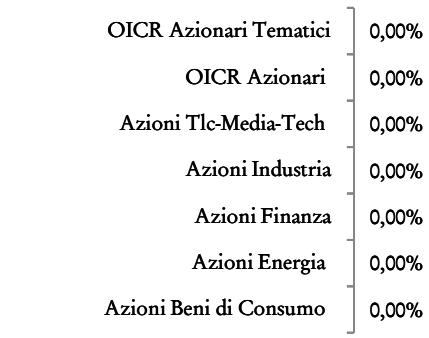 OICR Azionari Tematici 0,00%
OICR Azionari 0,00%
Azioni Tlc-Media-Tech 0,00%
Azioni Industria 0,00%
Azioni Finanza 0,00%
Azioni Energia 0,00%
Azioni Beni di Consumo 0,00%